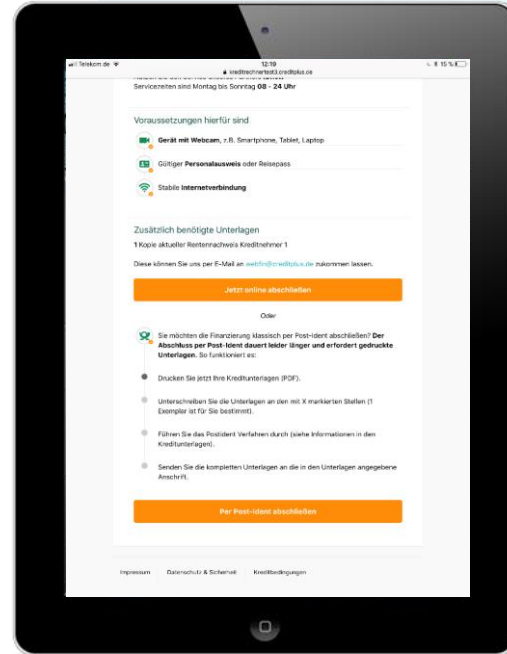 Telekom.de
12:19
15 %
kreditrechnertest3.creditplus.de
Servicezeiten sind Montag bis Sonntag 08 - 24 Uhr
Voraussetzungen hierfür sind
Gerät mit Webcam, z.B. Smartphone, Tablet, Laptop
Gültiger Personalausweis oder Reisepass
Stabile Internetverbindung
Zusätzlich benötigte Unterlagen
1 Kopie aktueller Rentennachweis Kreditnehmer 1
Diese können Sie uns per E-Mail an webfin@creditplus.de zukommen lassen.
Jetzt online abschließen
Oder
Sie möchten die Finanzierung klassisch per Post-Ident abschließen? Der
Abschluss per Post-Ident dauert leider länger und erfordert gedruckte
Unterlagen. So funktioniert es:
Drucken Sie jetzt Ihre Kreditunterlagen (PDF).
Unterschreiben Sie die Unterlagen an den mit X markierten Stellen (1
Exemplar ist für Sie bestimmt).
Führen Sie das Postident Verfahren durch (siehe Informationen in den
Kreditunterlagen).
Senden Sie die kompletten Unterlagen an die in den Unterlagen angegebene
Anschrift.
Per Post-Ident abschließen
Impressum Datenschutz & Sicherheit Kreditbedingungen